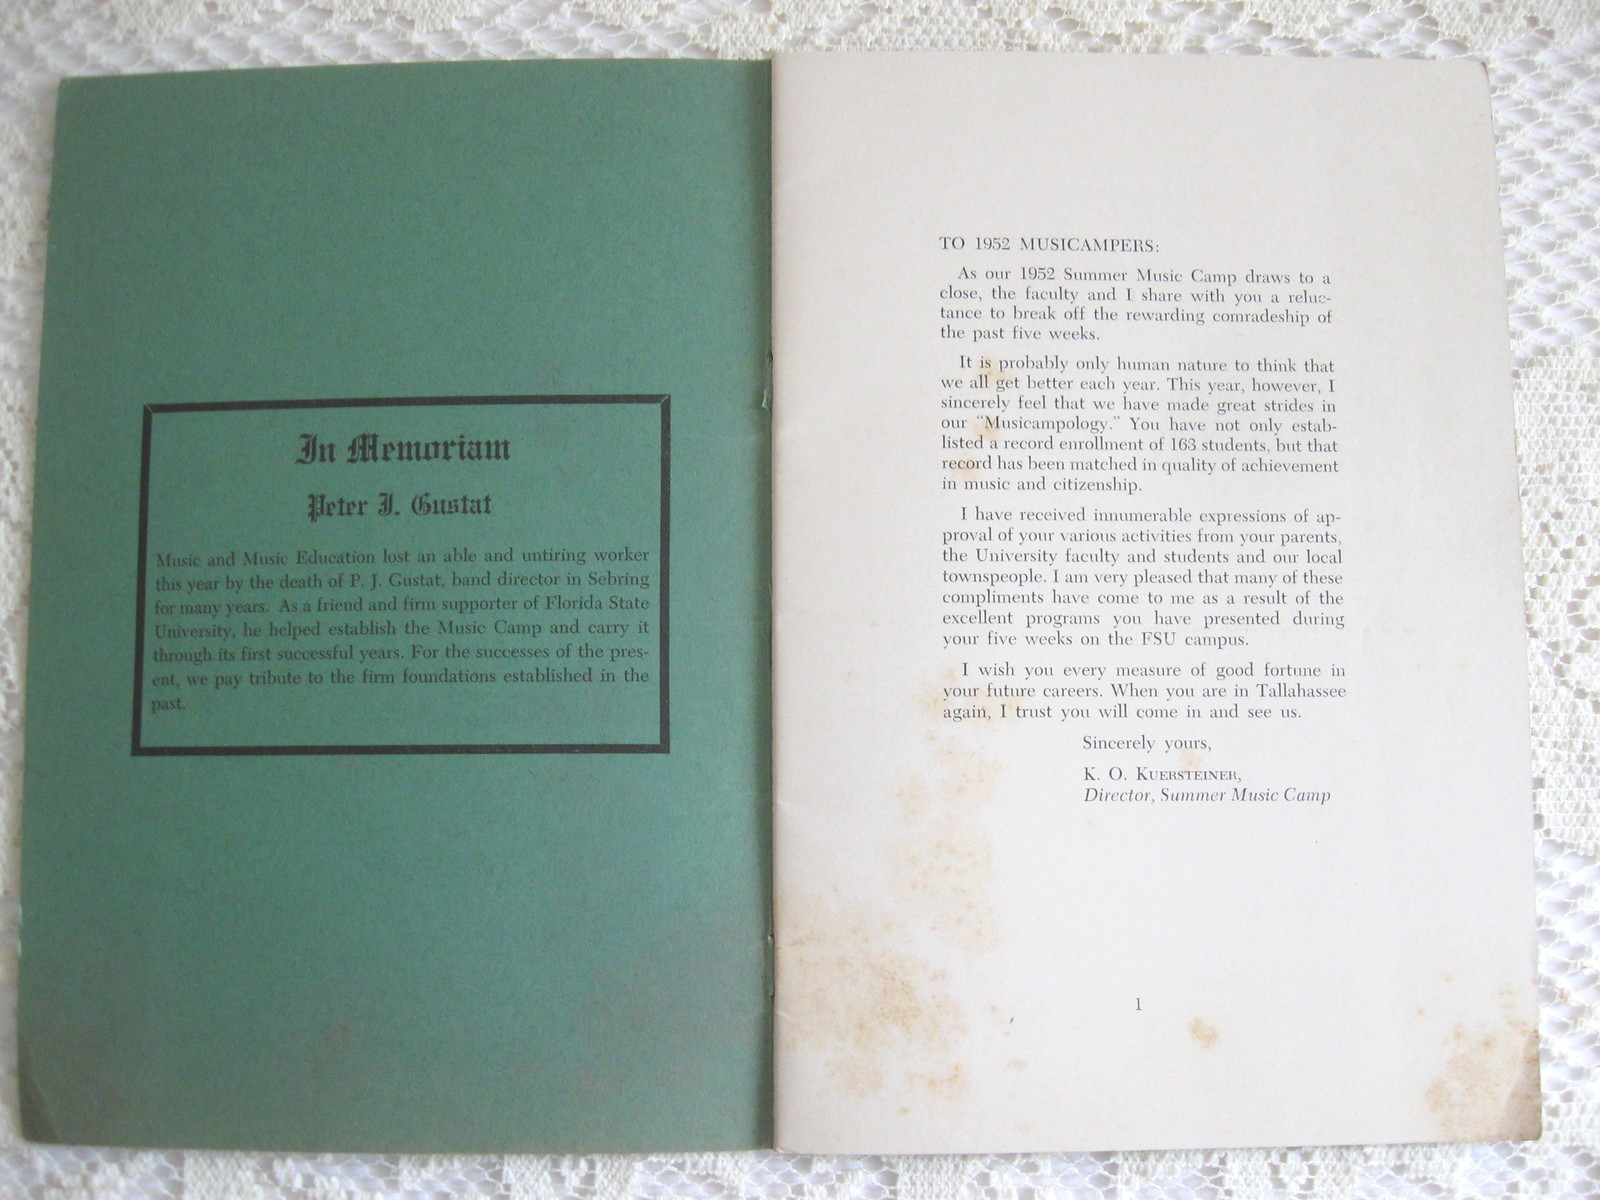 In Memoriam
Peter J. Gustat
Music and Music Education lost an able and untiring worker
this year by the death of P. J. Gustat, band director in Sebring
for many years. As a friend and firm supporter of Florida State
University, he helped establish the Music Camp and carry it
through its first successful years. For the successes of the pres-
ent, we pay tribute to the firm foundations established in the
past.
TO 1952 MUSICAMPERS:
As our 1952 Summer Music Camp draws to a
close, the faculty and I share with you a reluc-
tance to break off the rewarding comradeship of
the past five weeks.
It is probably only human nature to think that
we all get better each year. This year, however, I
sincerely feel that we have made great strides in
our "Musicampology." You have not only estab-
listed a record enrollment of 163 students, but that
record has been matched in quality of achievement
in music and citizenship.
I have received innumerable expressions of ap-
proval of your various activities from your parents,
the University faculty and students and our local
townspeople. I am very pleased that many of these
compliments have come to me as a result of the
excellent programs you have presented during
your five weeks on the FSU campus.
I wish you every measure of good fortune in
your future careers. When you are in Tallahassee
again, I trust you will come in and see us.
Sincerely yours,
K. O. KUERSTEINER,
Director, Summer Music Camp
1